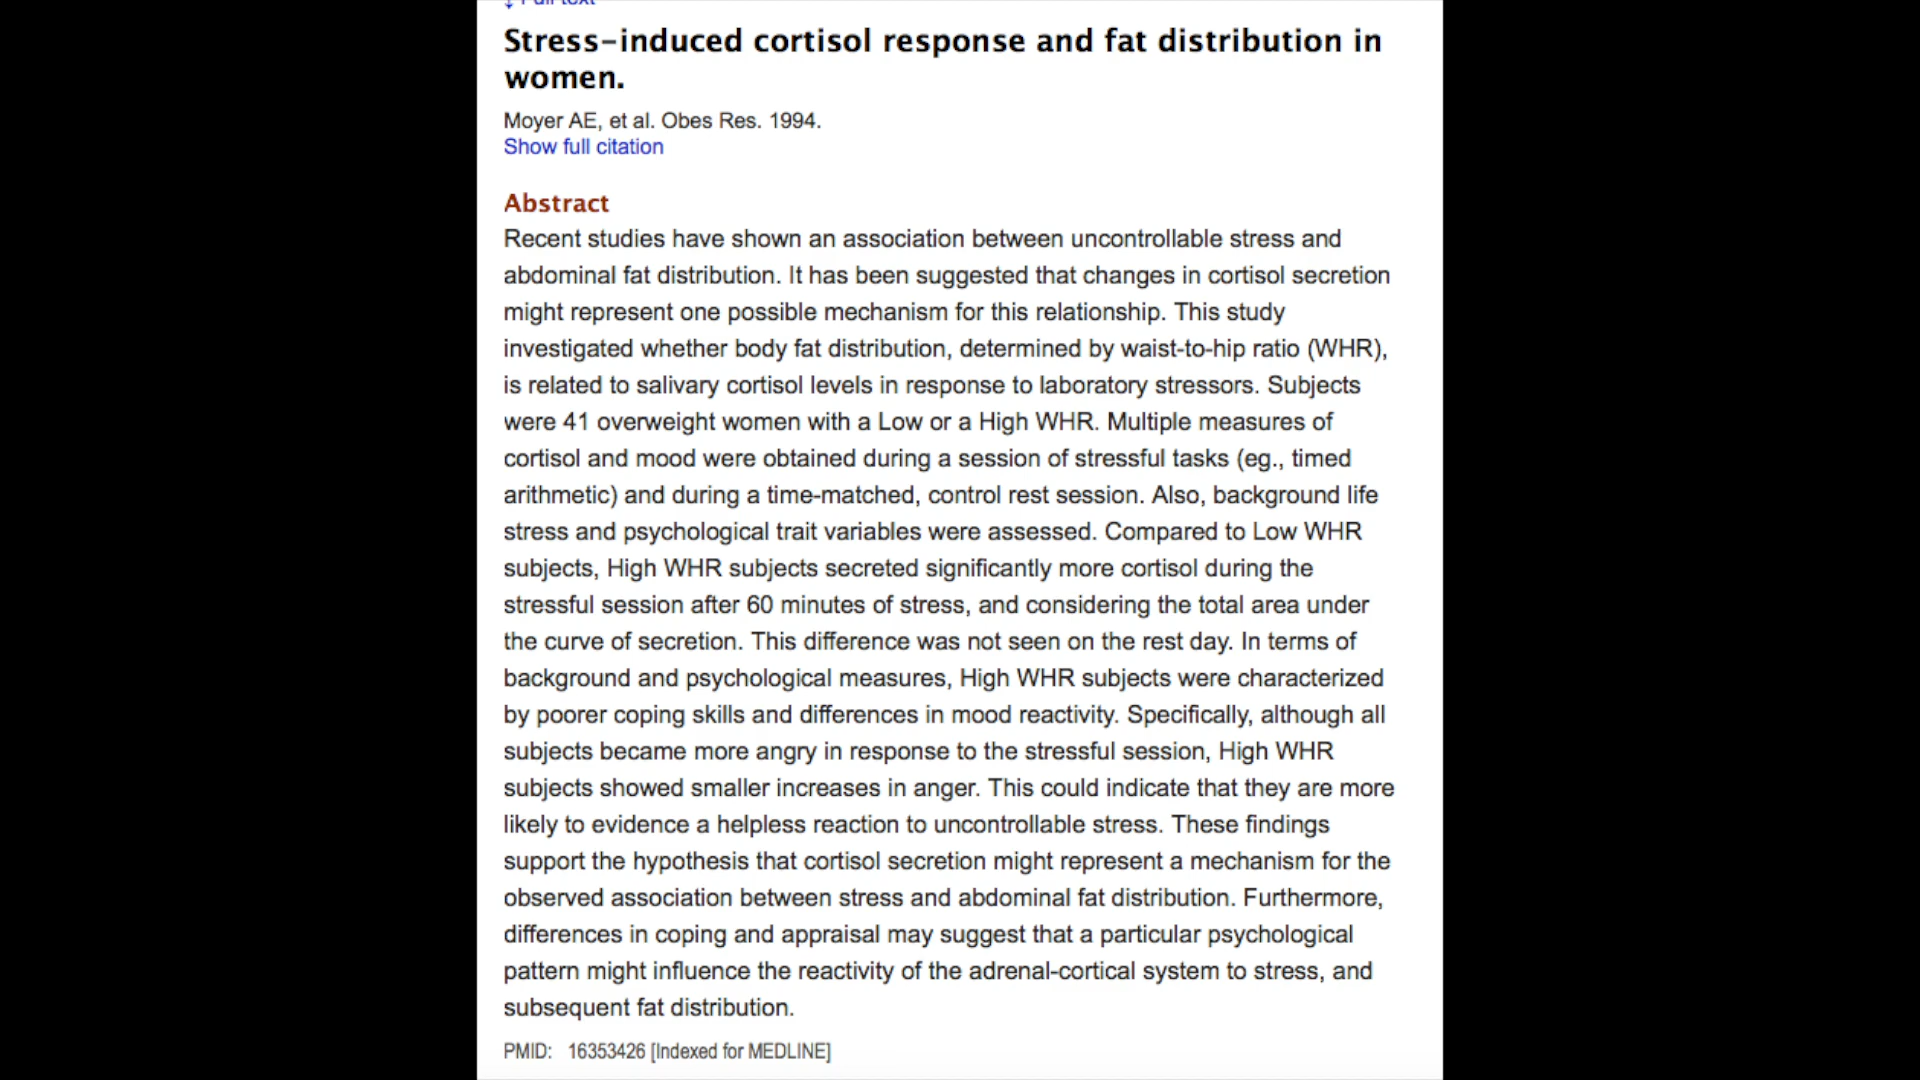 Full text
Stress-induced cortisol response and fat distribution in
women.
Moyer AE, et al. Obes Res. 1994.
Show full citation
Abstract
Recent studies have shown an association between uncontrollable stress and
abdominal fat distribution. It has been suggested that changes in cortisol secretion
might represent one possible mechanism for this relationship. This study
investigated whether body fat distribution, determined by waist-to-hip ratio (WHR),
is related to salivary cortisol levels in response to laboratory stressors. Subjects
were 41 overweight women with a Low or a High WHR. Multiple measures of
cortisol and mood were obtained during a session of stressful tasks (eg., timed
arithmetic) and during a time-matched, control rest session. Also, background life
stress and psychological trait variables were assessed. Compared to Low WHR
subjects, High WHR subjects secreted significantly more cortisol during the
stressful session after 60 minutes of stress, and considering the total area under
the curve of secretion. This difference was not seen on the rest day. In terms of
background and psychological measures, High WHR subjects were characterized
by poorer coping skills and differences in mood reactivity. Specifically, although all
subjects became more angry in response to the stressful session, High WHR
subjects showed smaller increases in anger. This could indicate that they are more
likely to evidence a helpless reaction to uncontrollable stress. These findings
support the hypothesis that cortisol secretion might represent a mechanism for the
observed association between stress and abdominal fat distribution. Furthermore,
differences in coping and appraisal may suggest that a particular psychological
pattern might influence the reactivity of the adrenal-cortical system to stress, and
subsequent fat distribution.
PMID: 16353426 [Indexed for MEDLINE]